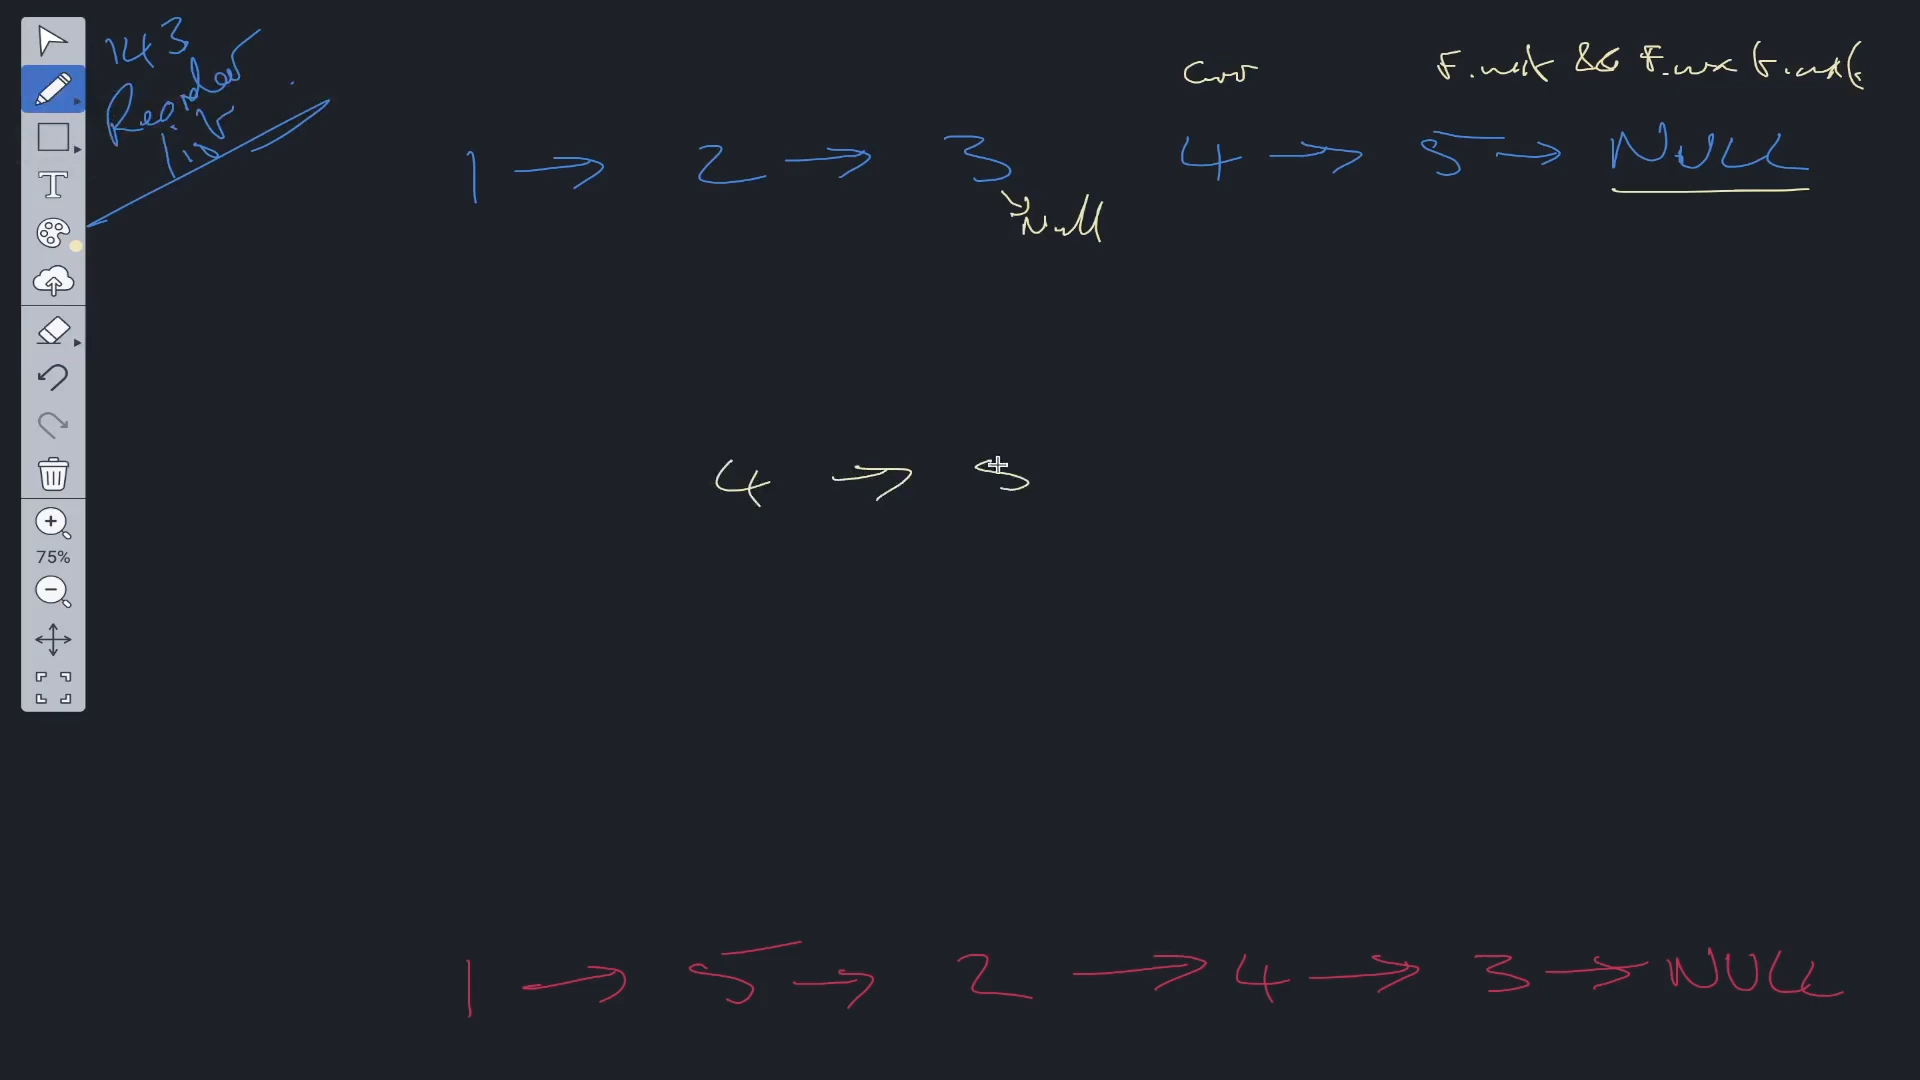 143
Reorder
list
curr
F.next && F.next
1 → 2 → 3 4 → 5 → NULL
Null
4 → 5
75%
1 → 5 → 2 → 4 → 3 → NULL